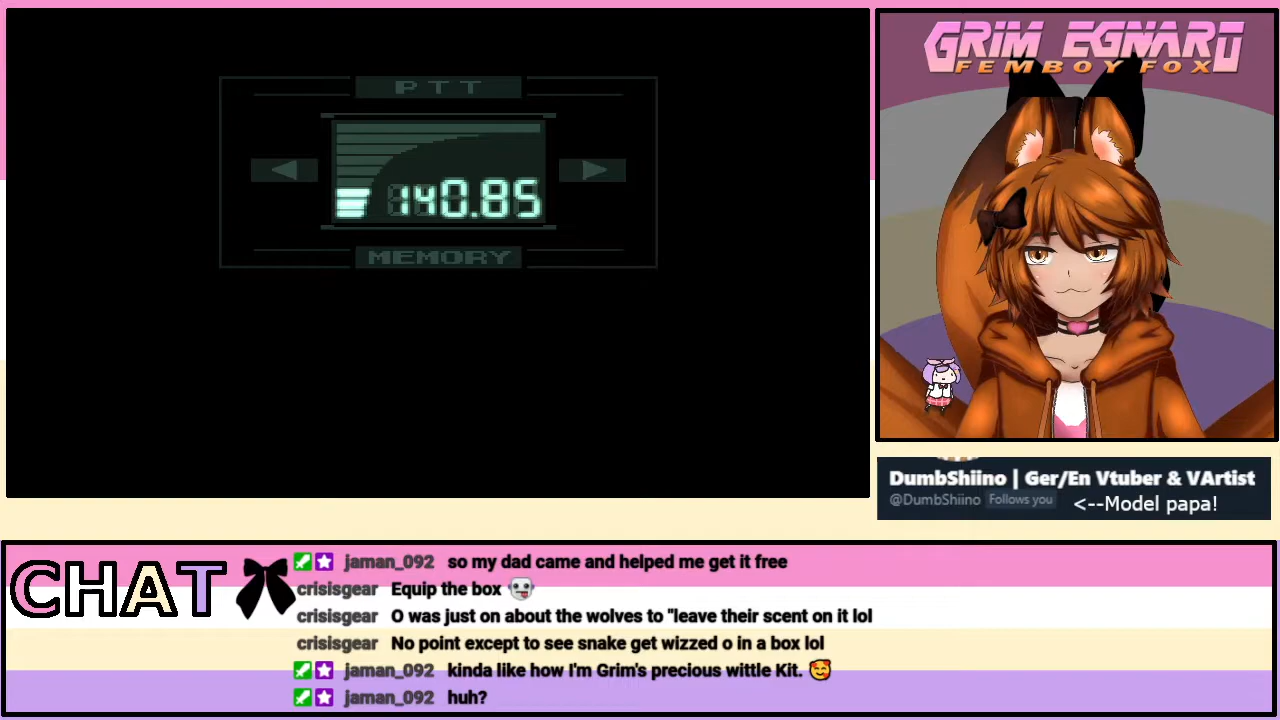 PTT
140.85
MEMORY
GRIM EGNART
FEMBOY FOX
DumbShiino | Ger/En Vtuber & VArtist
@DumbShiino Follows you <--Model papa!
CHAT
jaman_092 so my dad came and helped me get it free
crisisgear Equip the box
crisisgear O was just on about the wolves to "leave their scent on it lol
crisisgear No point except to see snake get wizzed o in a box lol
jaman_092 kinda like how I'm Grim's precious wittle Kit. 🥰
jaman_092 huh?